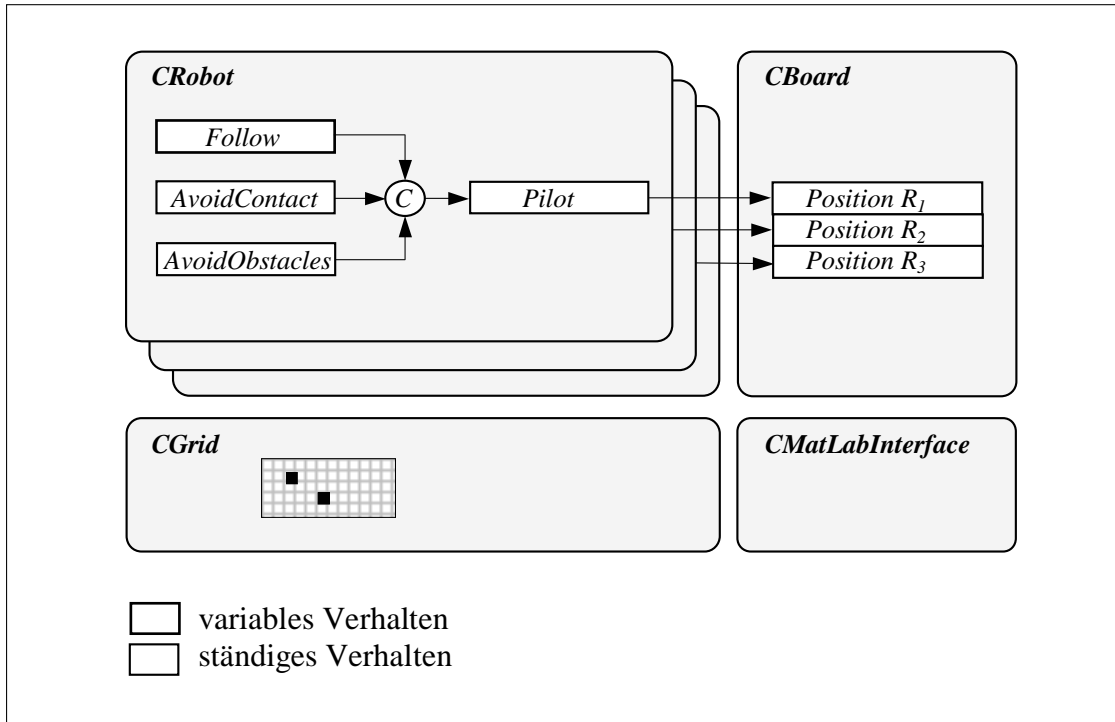 CRobot
Follow
AvoidContact
AvoidObstacles
C
Pilot
CBoard
Position R1
Position R2
Position R3
CGrid
CMatLabInterface
variables Verhalten
ständiges Verhalten